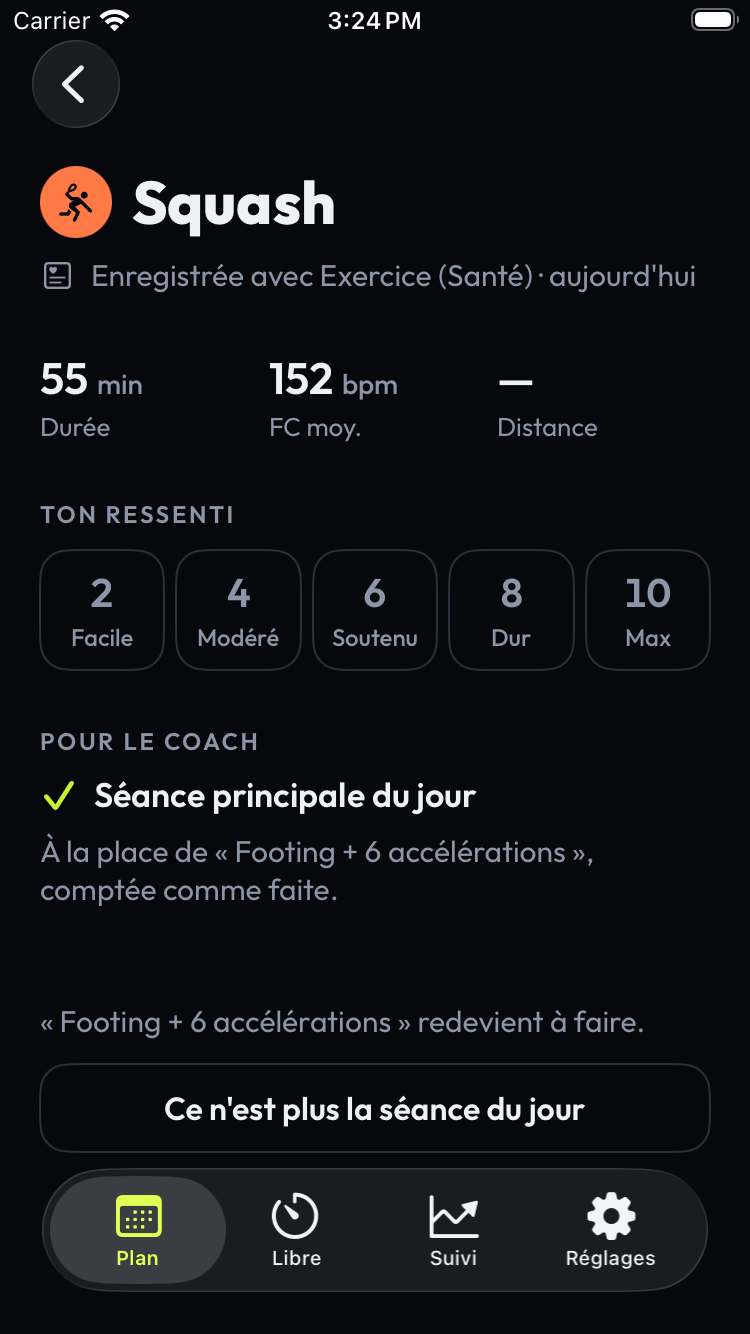 Carrier 3:24 PM
Squash
Enregistrée avec Exercice (Santé) · aujourd'hui
55 min 152 bpm —
Durée FC moy. Distance
TON RESSENTI
2 4 6 8 10
Facile Modéré Soutenu Dur Max
POUR LE COACH
Séance principale du jour
À la place de « Footing + 6 accélérations »,
comptée comme faite.
« Footing + 6 accélérations » redevient à faire.
Ce n'est plus la séance du jour
Plan Libre Suivi Réglages